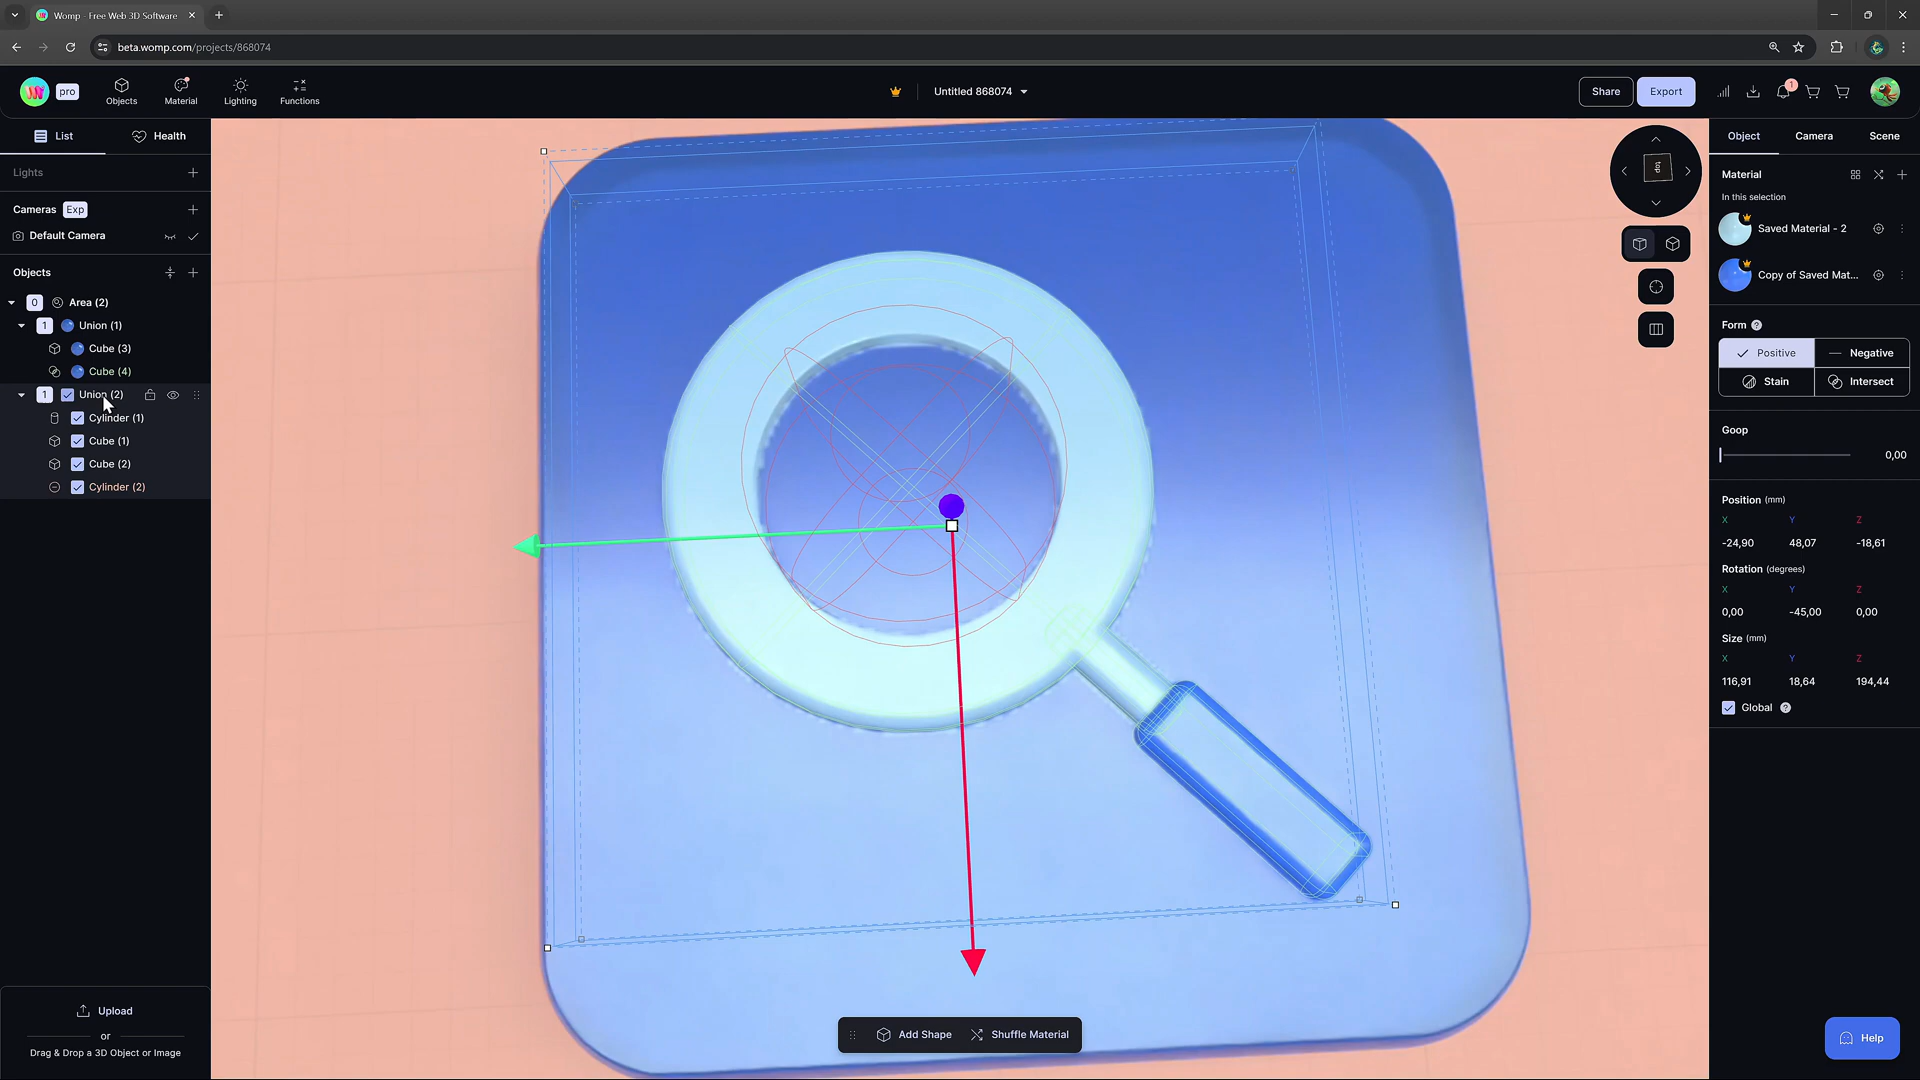 Womp - Free Web 3D Software
beta.womp.com/projects/868074
pro
Objects
Material
Lighting
Functions
Untitled 868074
Share
Export
1
List
Health
Lights
Cameras Exp
Default Camera
Objects
0 Area (2)
1 Union (1)
Cube (3)
Cube (4)
1 Union (2)
Cylinder (1)
Cube (1)
Cube (2)
Cylinder (2)
Upload
or
Drag & Drop a 3D Object or Image
top
Add Shape
Shuffle Material
Object
Camera
Scene
Material
In this selection
Saved Material - 2
Copy of Saved Mat...
Form ?
Positive
Negative
Stain
Intersect
Goop
0,00
Position (mm)
X Y Z
-24,90 48,07 -18,61
Rotation (degrees)
X Y Z
0,00 -45,00 0,00
Size (mm)
X Y Z
116,91 18,64 194,44
Global ?
Help